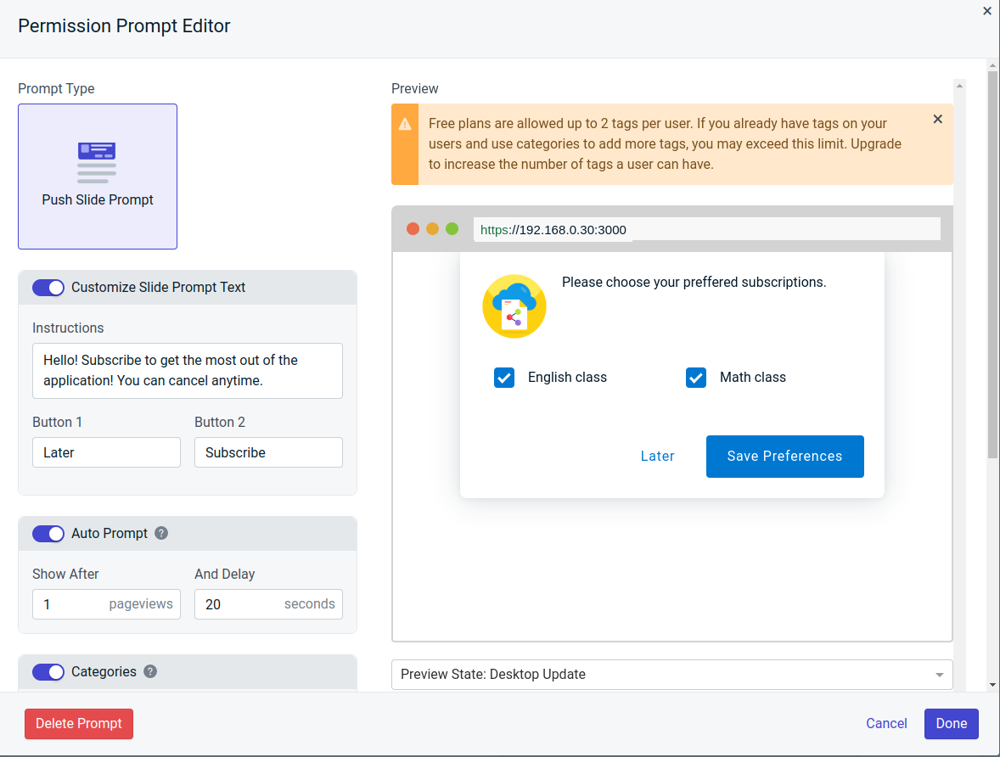 Permission Prompt Editor
Prompt Type
Push Slide Prompt
Customize Slide Prompt Text
Instructions
Hello! Subscribe to get the most out of the
application! You can cancel anytime.
Button 1 Button 2
Later Subscribe
Auto Prompt ?
Show After And Delay
1 pageviews 20 seconds
Categories ?
Preview
Free plans are allowed up to 2 tags per user. If you already have tags on your
users and use categories to add more tags, you may exceed this limit. Upgrade
to increase the number of tags a user can have.
https://192.168.0.30:3000
Please choose your preffered subscriptions.
English class Math class
Later Save Preferences
Preview State: Desktop Update
Delete Prompt Cancel Done